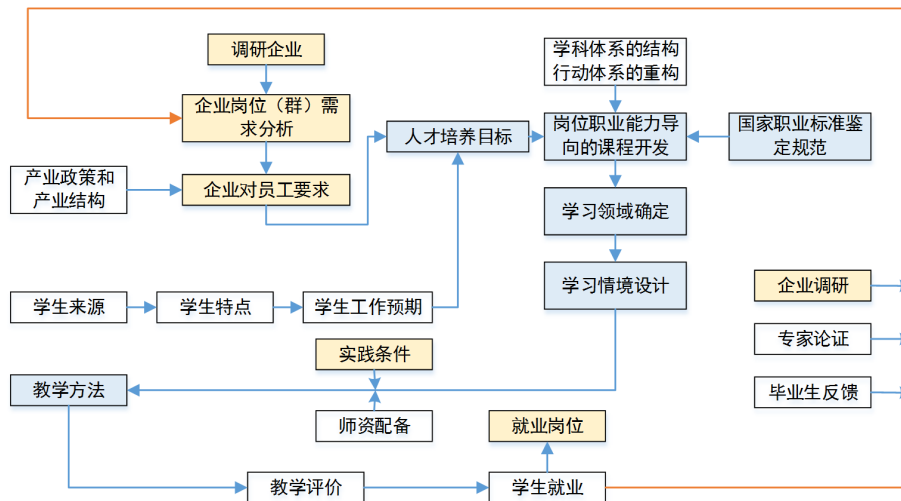 调研企业
学科体系的结构
行动体系的重构
企业岗位（群）需
求分析
人才培养目标
岗位职业能力导
向的课程开发
国家职业标准鉴
定规范
产业政策和
产业结构
企业对员工要求
学习领域确定
学习情境设计
学生来源
学生特点
学生工作预期
企业调研
实践条件
专家论证
教学方法
毕业生反馈
师资配备
就业岗位
教学评价
学生就业